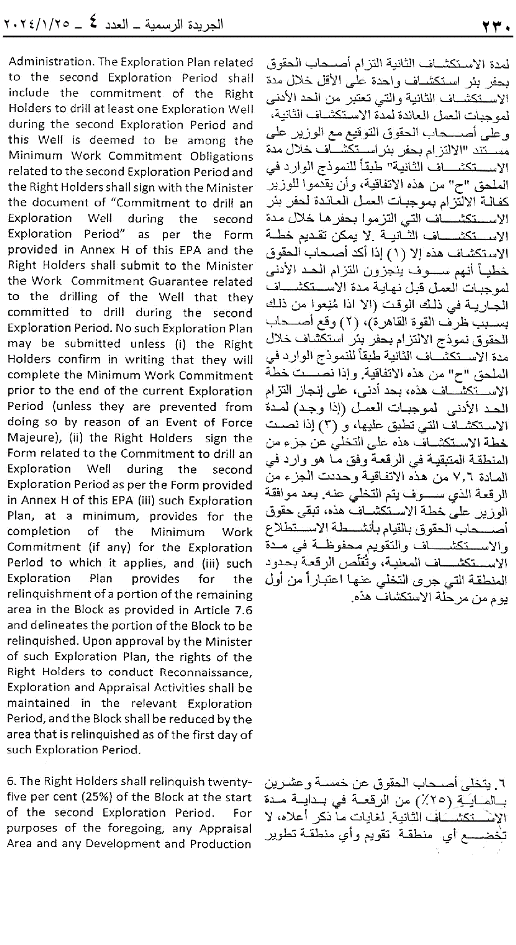 ٢٣٠
الجريدة الرسمية – العدد ٤ – ٢٠٢٤/١/٢٥
Administration. The Exploration Plan related
to the second Exploration Period shall
include the commitment of the Right
Holders to drill at least one Exploration Well
during the second Exploration Period and
this Well is deemed to be among the
Minimum Work Commitment Obligations
related to the second Exploration Period and
the Right Holders shall sign with the Minister
the document of “Commitment to drill an
Exploration Well during the second
Exploration Period” as per the Form
provided in Annex H of this EPA and the
Right Holders shall submit to the Minister
the Work Commitment Guarantee related
to the drilling of the Well that they
committed to drill during the second
Exploration Period. No such Exploration Plan
may be submitted unless (i) the Right
Holders confirm in writing that they will
complete the Minimum Work Commitment
prior to the end of the current Exploration
Period (unless they are prevented from
doing so by reason of an Event of Force
Majeure), (ii) the Right Holders sign the
Form related to the Commitment to drill an
Exploration Well during the second
Exploration Period as per the Form provided
in Annex H of this EPA (iii) such Exploration
Plan, at a minimum, provides for the
completion of the Minimum Work
Commitment (if any) for the Exploration
Period to which it applies, and (iii) such
Exploration Plan provides for the
relinquishment of a portion of the remaining
area in the Block as provided in Article 7.6
and delineates the portion of the Block to be
relinquished. Upon approval by the Minister
of such Exploration Plan, the rights of the
Right Holders to conduct Reconnaissance,
Exploration and Appraisal Activities shall be
maintained in the relevant Exploration
Period, and the Block shall be reduced by the
area that is relinquished as of the first day of
such Exploration Period.
6. The Right Holders shall relinquish twenty-
five per cent (25%) of the Block at the start
of the second Exploration Period. For
purposes of the foregoing, any Appraisal
Area and any Development and Production
لمدة الاستكشاف الثانية التزام أصحاب الحقوق
بحفر بئر استكشاف واحدة على الأقل خلال مدة
الاستكشاف الثانية والتي تعتبر من الحد الأدنى
لموجبات العمل العائدة لمدة الاستكشاف الثانية،
وعلى أصحاب الحقوق التوقيع مع الوزير على
مستند "الالتزام بحفر بئر استكشاف خلال مدة
الاستكشاف الثانية" طبقاً للنموذج الوارد في
الملحق "ح" من هذه الاتفاقية، وأن يقدموا للوزير
كفالة الالتزام بموجبات العمل العائدة لحفر بئر
الاستكشاف التي التزموا بحفرها خلال مدة
الاستكشاف الثانية. لا يمكن تقديم خطة
الاستكشاف هذه إلا (١) إذا أكد أصحاب الحقوق
خطياً أنهم سوف ينجزون التزام الحد الأدنى
لموجبات العمل قبل نهاية مدة الاستكشاف
الجارية في ذلك الوقت (الا اذا مُنِعوا من ذلك
بسبب ظرف القوة القاهرة)، (٢) وقع أصحاب
الحقوق نموذج الالتزام بحفر بئر استكشاف خلال
مدة الاستكشاف الثانية طبقاً للنموذج الوارد في
الملحق "ح" من هذه الاتفاقية، وإذا نصت خطة
الاستكشاف هذه، بحد أدنى، على إنجاز التزام
الحد الأدنى لموجبات العمل (إذا وجد) لمدة
الاستكشاف التي تطبق عليها، و (٣) إذا نصت
خطة الاستكشاف هذه على التخلي عن جزء من
المنطقة المتبقية في الرقعة وفق ما هو وارد في
المادة ٧,٦ من هذه الاتفاقية وحددت الجزء من
الرقعة الذي سوف يتم التخلي عنه. بعد موافقة
الوزير على خطة الاستكشاف هذه، تبقى حقوق
أصحاب الحقوق بالقيام بأنشطة الاستطلاع
والاستكشاف والتقويم محفوظة في مدة
الاستكشاف المعنية، وتُقلّص الرقعة بحدود
المنطقة التي جرى التخلي عنها اعتباراً من أول
يوم من مرحلة الاستكشاف هذه.
٦. يتخلى أصحاب الحقوق عن خمسة وعشرين
بالماية (٢٥٪) من الرقعة في بداية مدة
الاستكشاف الثانية. لغايات ما ذكر أعلاه، لا
تخضع أي منطقة تقويم وأي منطقة تطوير